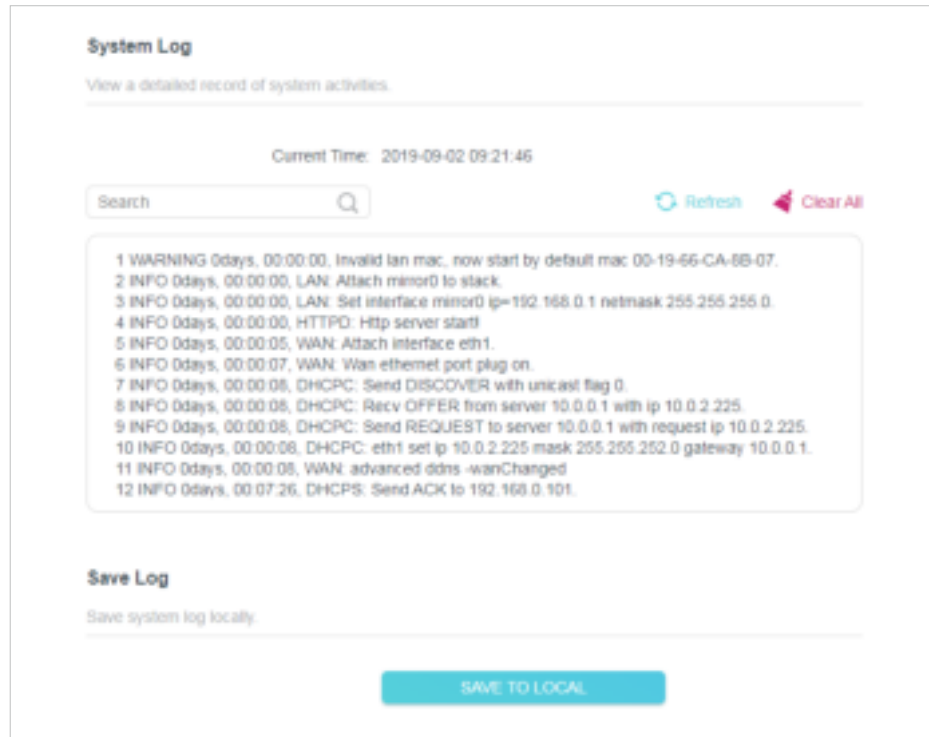 System Log
View a detailed record of system activities.
Current Time: 2019-09-02 09:21:46
Search
Refresh
Clear All
1 WARNING 0days, 00:00:00, Invalid lan mac, now start by default mac 00-19-66-CA-8B-07.
2 INFO 0days, 00:00:00, LAN: Attach mirror0 to stack.
3 INFO 0days, 00:00:00, LAN: Set interface mirror0 ip=192.168.0.1 netmask 255.255.255.0.
4 INFO 0days, 00:00:00, HTTPD: Http server start!
5 INFO 0days, 00:00:05, WAN: Attach interface eth1.
6 INFO 0days, 00:00:07, WAN: Wan ethernet port plug on.
7 INFO 0days, 00:00:08, DHCPC: Send DISCOVER with unicast flag 0.
8 INFO 0days, 00:00:08, DHCPC: Recv OFFER from server 10.0.0.1 with ip 10.0.2.225.
9 INFO 0days, 00:00:08, DHCPC: Send REQUEST to server 10.0.0.1 with request ip 10.0.2.225.
10 INFO 0days, 00:00:08, DHCPC: eth1 set ip 10.0.2.225 mask 255.255.252.0 gateway 10.0.0.1.
11 INFO 0days, 00:00:08, WAN: advanced ddns -wanChanged
12 INFO 0days, 00:07:26, DHCPS: Send ACK to 192.168.0.101.
Save Log
Save system log locally.
SAVE TO LOCAL